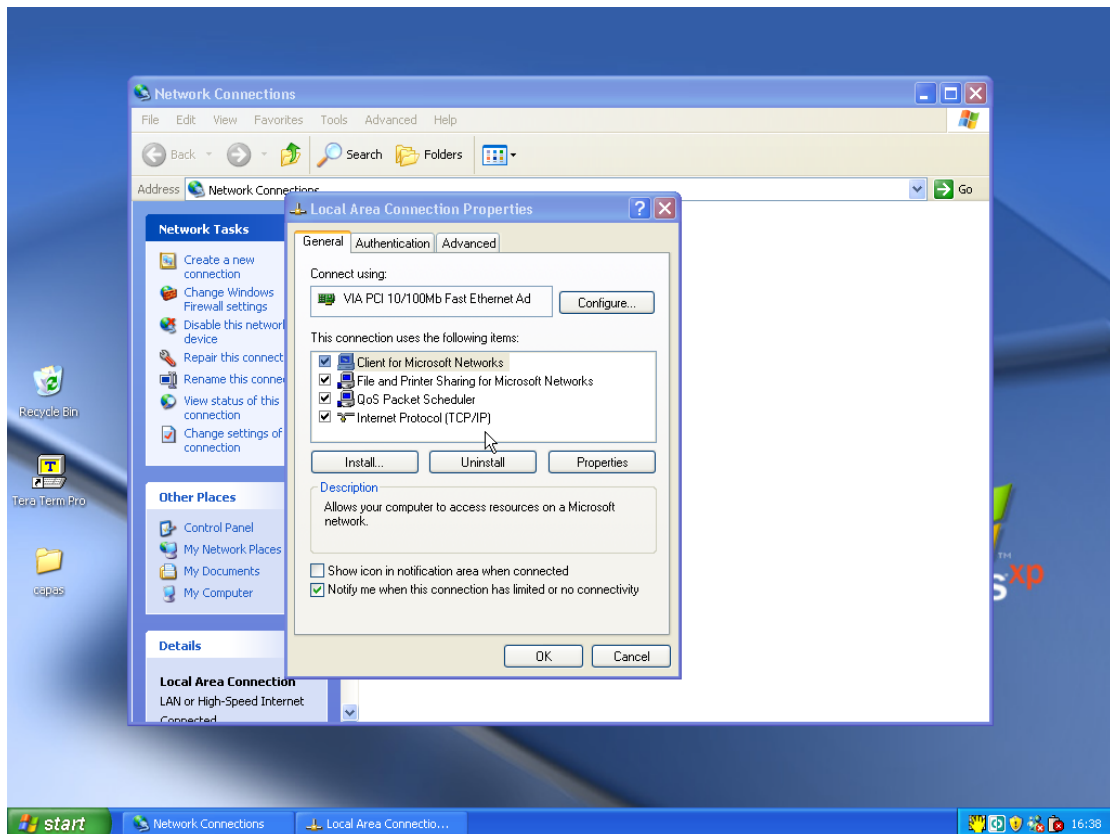 Network Connections
File Edit View Favorites Tools Advanced Help
Back Search Folders
Address Network Connections Go
Network Tasks
Create a new
connection
Change Windows
Firewall settings
Disable this network
device
Repair this connect
Rename this conne
View status of this
connection
Change settings of
connection
Other Places
Control Panel
My Network Places
My Documents
My Computer
Details
Local Area Connection
LAN or High-Speed Internet
Connected
Local Area Connection Properties
General Authentication Advanced
Connect using:
VIA PCI 10/100Mb Fast Ethernet Ad
Configure...
This connection uses the following items:
Client for Microsoft Networks
File and Printer Sharing for Microsoft Networks
QoS Packet Scheduler
Internet Protocol (TCP/IP)
Install... Uninstall Properties
Description
Allows your computer to access resources on a Microsoft
network.
Show icon in notification area when connected
Notify me when this connection has limited or no connectivity
OK Cancel
Recycle Bin
Tera Term Pro
capas
TM
s xp
start Network Connections Local Area Connectio... 16:38